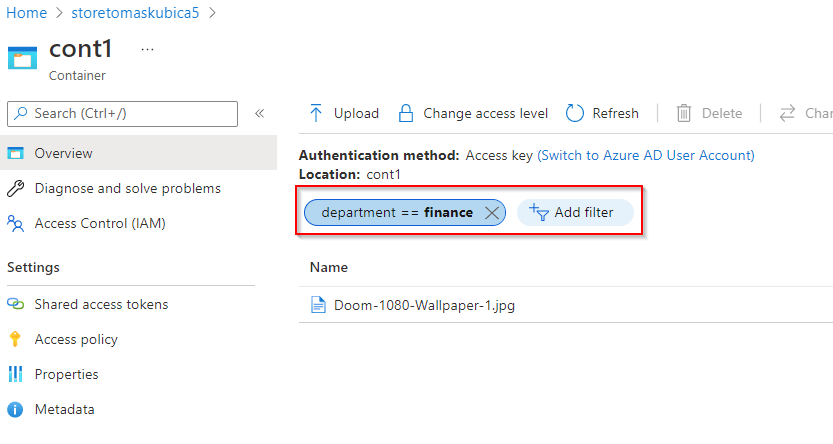 Home > storetomaskubica5 >
cont1 ...
Container
Search (Ctrl+/) «
Overview
Diagnose and solve problems
Access Control (IAM)
Settings
Shared access tokens
Access policy
Properties
Metadata
Upload Change access level Refresh Delete
Authentication method: Access key (Switch to Azure AD User Account)
Location: cont1
department == finance Add filter
Name
Doom-1080-Wallpaper-1.jpg